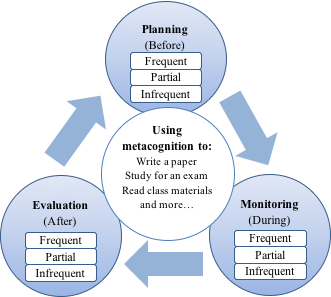 Planning
(Before)
Frequent
Partial
Infrequent
Using
metacognition to:
Write a paper
Study for an exam
Read class materials
and more…
Evaluation
(After)
Frequent
Partial
Infrequent
Monitoring
(During)
Frequent
Partial
Infrequent